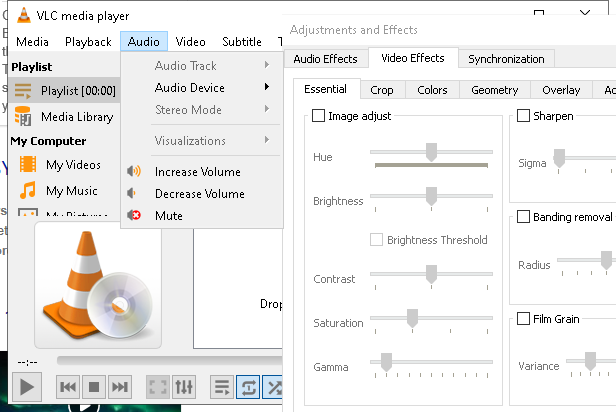 VLC media player
Media Playback Audio Video Subtitle
Playlist
Playlist [00:00]
Media Library
My Computer
My Videos
My Music
My Pictures
Audio Track
Audio Device
Stereo Mode
Visualizations
Increase Volume
Decrease Volume
Mute
Drop
--:--
Adjustments and Effects
Audio Effects Video Effects Synchronization
Essential Crop Colors Geometry Overlay
Image adjust
Hue
Brightness
Brightness Threshold
Contrast
Saturation
Gamma
Sharpen
Sigma
Banding removal
Radius
Film Grain
Variance